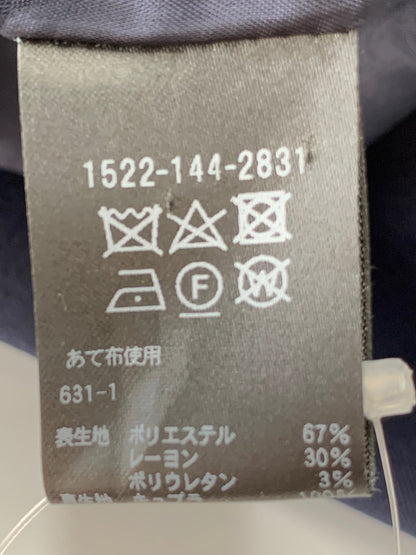 1522-144-2831
F W
あて布使用
631-1
表生地 ポリエステル 67%
レーヨン 30%
ポリウレタン 3%